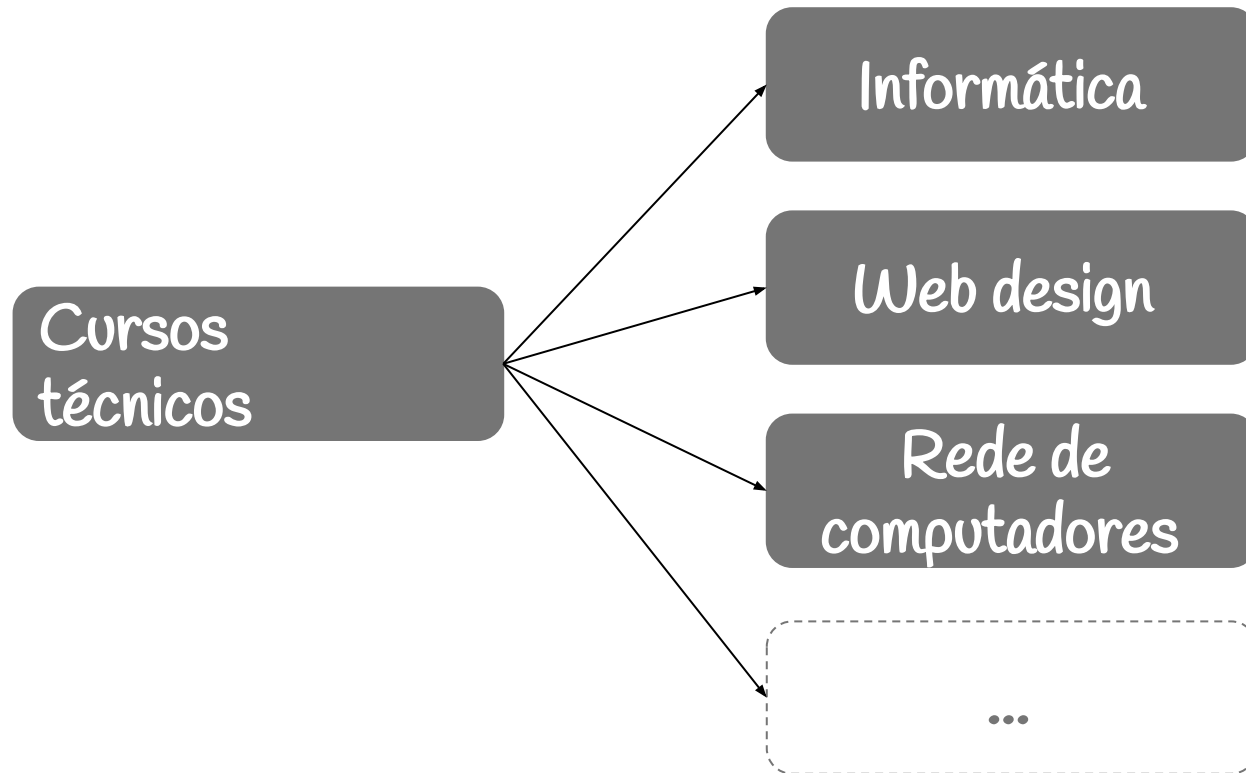 Informática
Web design
Cursos
técnicos
Rede de
computadores
...